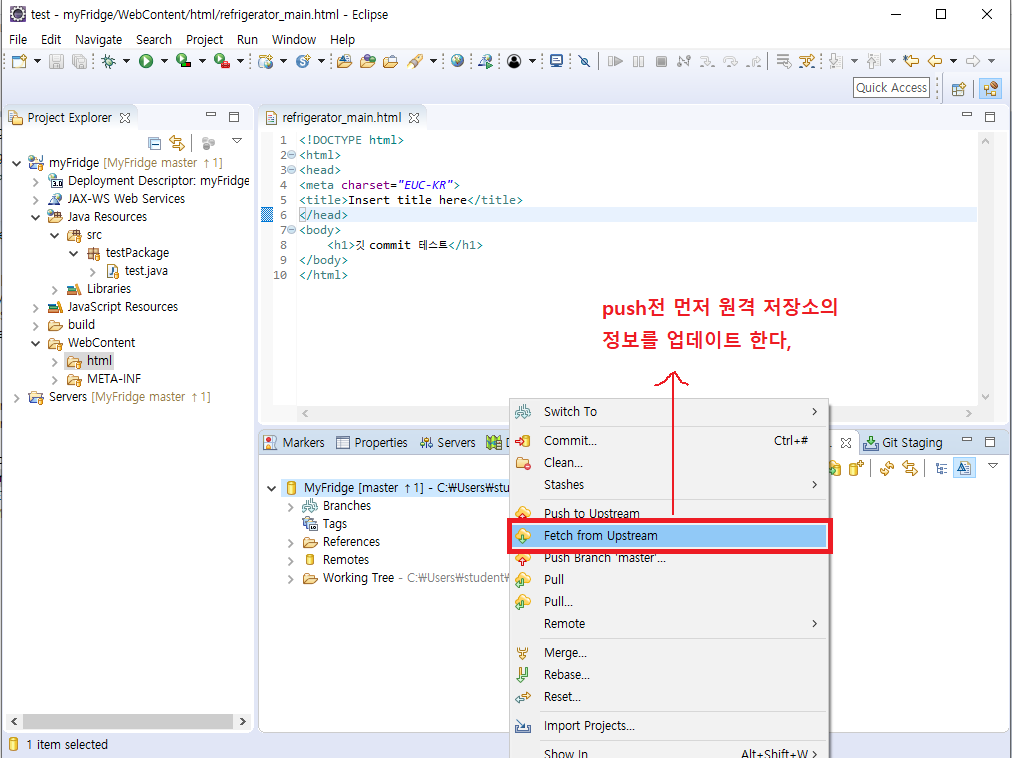 test - myFridge/WebContent/html/refrigerator_main.html - Eclipse
File Edit Navigate Search Project Run Window Help
Quick Access
Project Explorer
myFridge [MyFridge master ↑1]
Deployment Descriptor: myFridge
JAX-WS Web Services
Java Resources
src
testPackage
test.java
Libraries
JavaScript Resources
build
WebContent
html
META-INF
Servers [MyFridge master ↑1]
refrigerator_main.html
1 <!DOCTYPE html>
2 <html>
3 <head>
4 <meta charset="EUC-KR">
5 <title>Insert title here</title>
6 </head>
7 <body>
8 <h1>깃 commit 테스트</h1>
9 </body>
10 </html>
push전 먼저 원격 저장소의
정보를 업데이트 한다,
Markers Properties Servers Git Staging
MyFridge [master ↑1] - C:₩Users₩stu
Branches
Tags
References
Remotes
Working Tree - C:₩Users₩student₩
Switch To
Commit... Ctrl+#
Clean...
Stashes
Push to Upstream
Fetch from Upstream
Push Branch 'master'...
Pull
Pull...
Remote
Merge...
Rebase...
Reset...
Import Projects...
Show In Alt+Shift+W
1 item selected